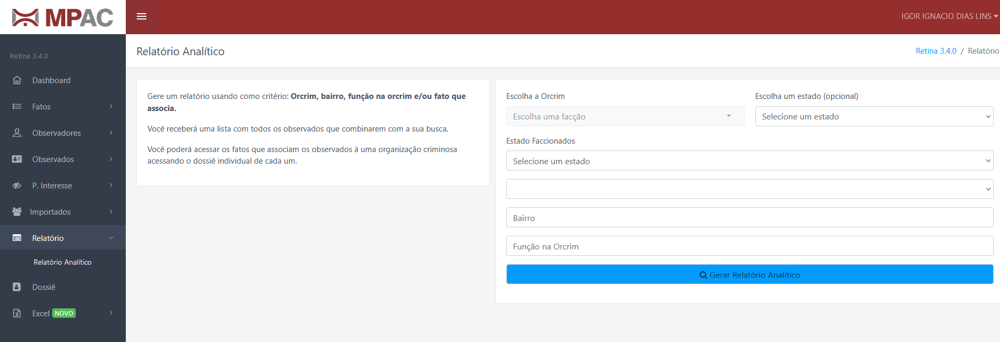 MPAC
IGOR IGNACIO DIAS LINS
Retina 3.4.0
Dashboard
Fatos
Observadores
Observados
P. Interesse
Importados
Relatório
Relatório Analítico
Dossiê
Excel NOVO
Relatório Analítico
Retina 3.4.0 / Relatório
Gere um relatório usando como critério: Orcrim, bairro, função na orcrim e/ou fato que
associa.
Você receberá uma lista com todos os observados que combinarem com a sua busca.
Você poderá acessar os fatos que associam os observados à uma organização criminosa
acessando o dossiê individual de cada um.
Escolha a Orcrim
Escolha uma facção
Escolha um estado (opcional)
Selecione um estado
Estado Faccionados
Selecione um estado
Bairro
Função na Orcrim
Gerar Relatório Analítico